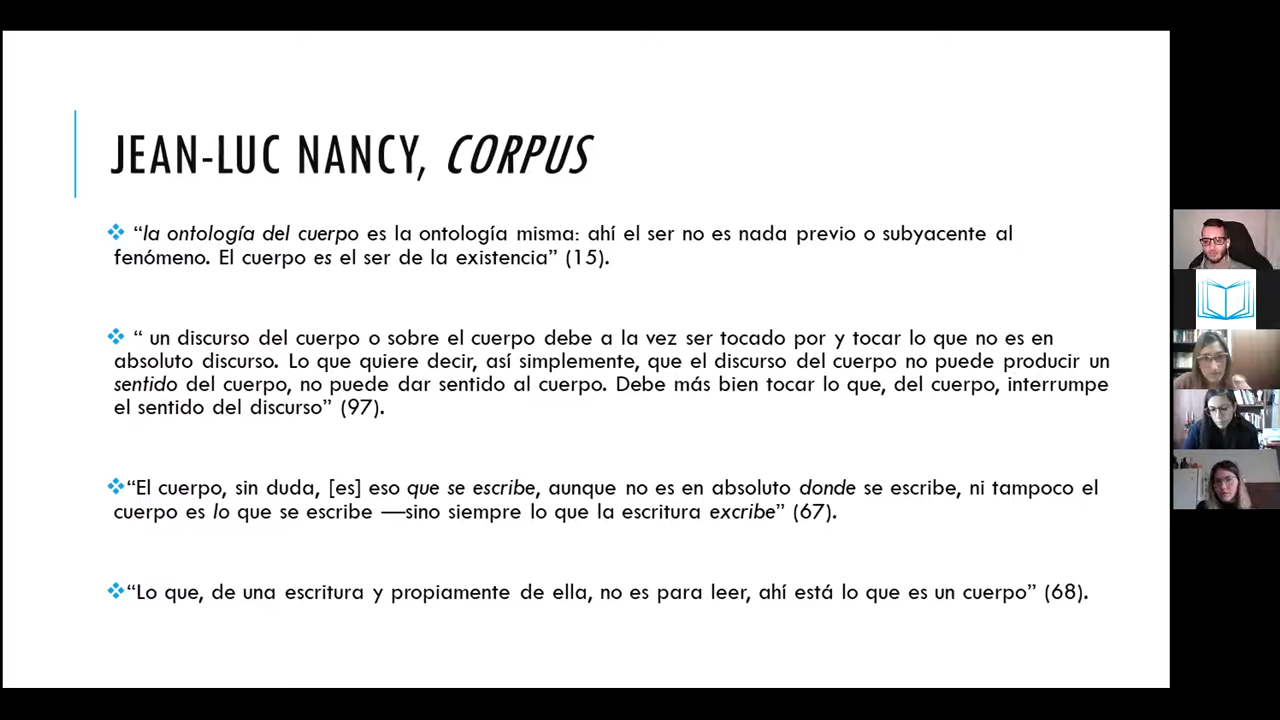 JEAN-LUC NANCY, CORPUS
“la ontología del cuerpo es la ontología misma: ahí el ser no es nada previo o subyacente al
fenómeno. El cuerpo es el ser de la existencia” (15).
“ un discurso del cuerpo o sobre el cuerpo debe a la vez ser tocado por y tocar lo que no es en
absoluto discurso. Lo que quiere decir, así simplemente, que el discurso del cuerpo no puede producir un
sentido del cuerpo, no puede dar sentido al cuerpo. Debe más bien tocar lo que, del cuerpo, interrumpe
el sentido del discurso” (97).
“El cuerpo, sin duda, [es] eso que se escribe, aunque no es en absoluto donde se escribe, ni tampoco el
cuerpo es lo que se escribe —sino siempre lo que la escritura excribe” (67).
“Lo que, de una escritura y propiamente de ella, no es para leer, ahí está lo que es un cuerpo” (68).